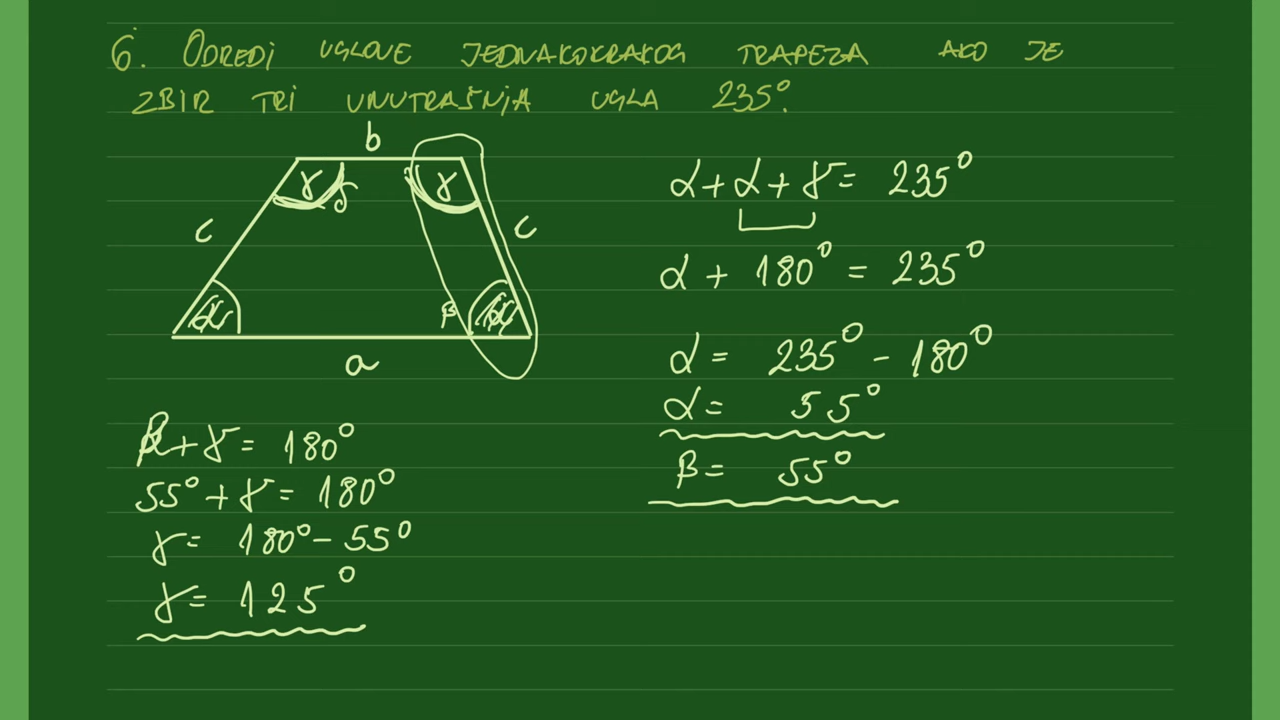 6. ODREDI UGLOVE JEDNAKOKRAKOG TRAPEZA AKO JE
ZBIR TRI UNUTRAŠNJA UGLA 235°.
b
γ δ γ
c c
α β α
a
α + α + γ = 235°
α + 180° = 235°
α = 235° - 180°
α = 55°
β = 55°
β + γ = 180°
55° + γ = 180°
γ = 180° - 55°
γ = 125°